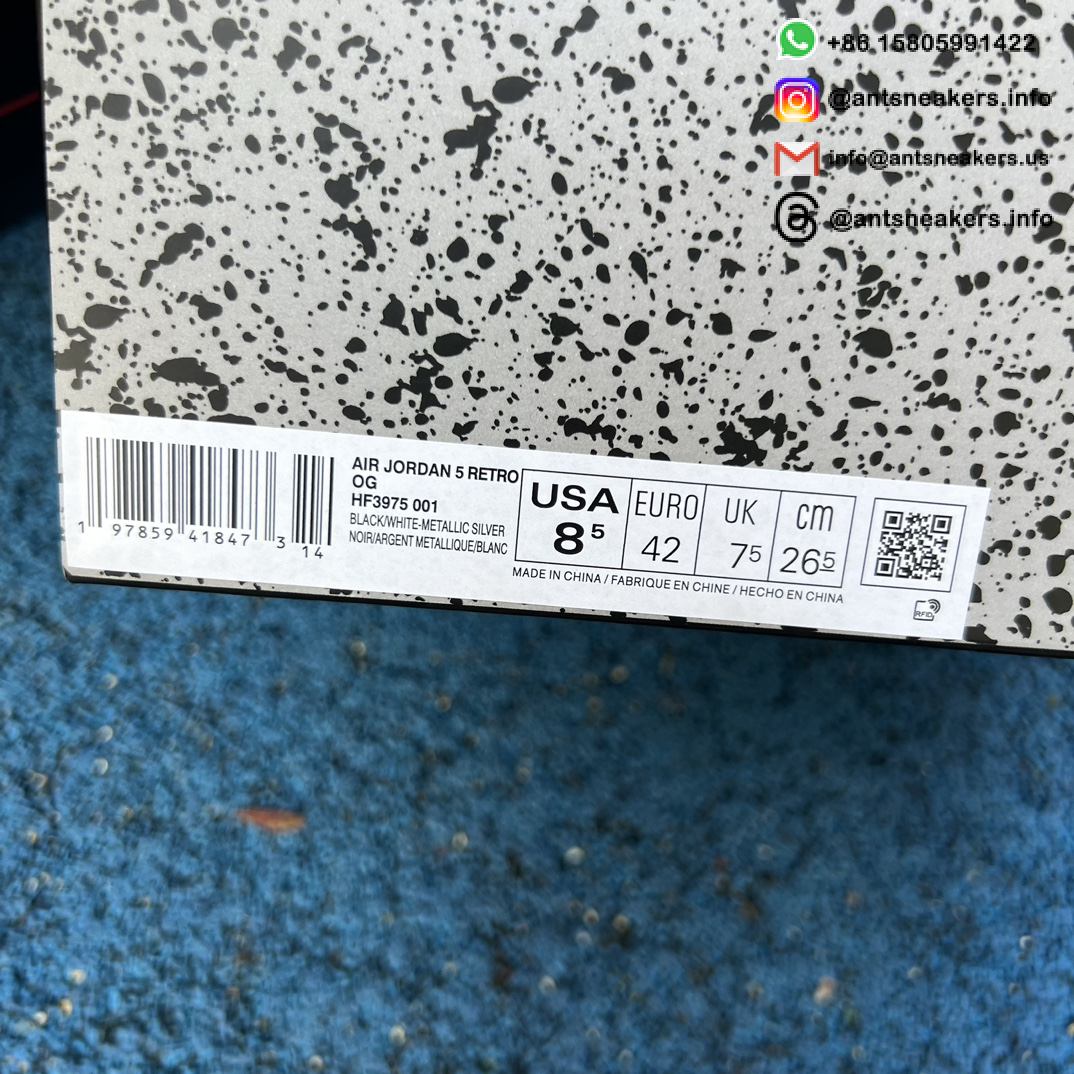 +86 15805991422
@antsneakers.info
info@antsneakers.us
@antsneakers.info
AIR JORDAN 5 RETRO
OG
HF3975 001
BLACK/WHITE-METALLIC SILVER
NOIR/ARGENT METALLIQUE/BLANC
1 97859 41847 3 14
USA EURO UK cm
8 5 42 7 5 26 5
MADE IN CHINA / FABRIQUE EN CHINE / HECHO EN CHINA
RFID